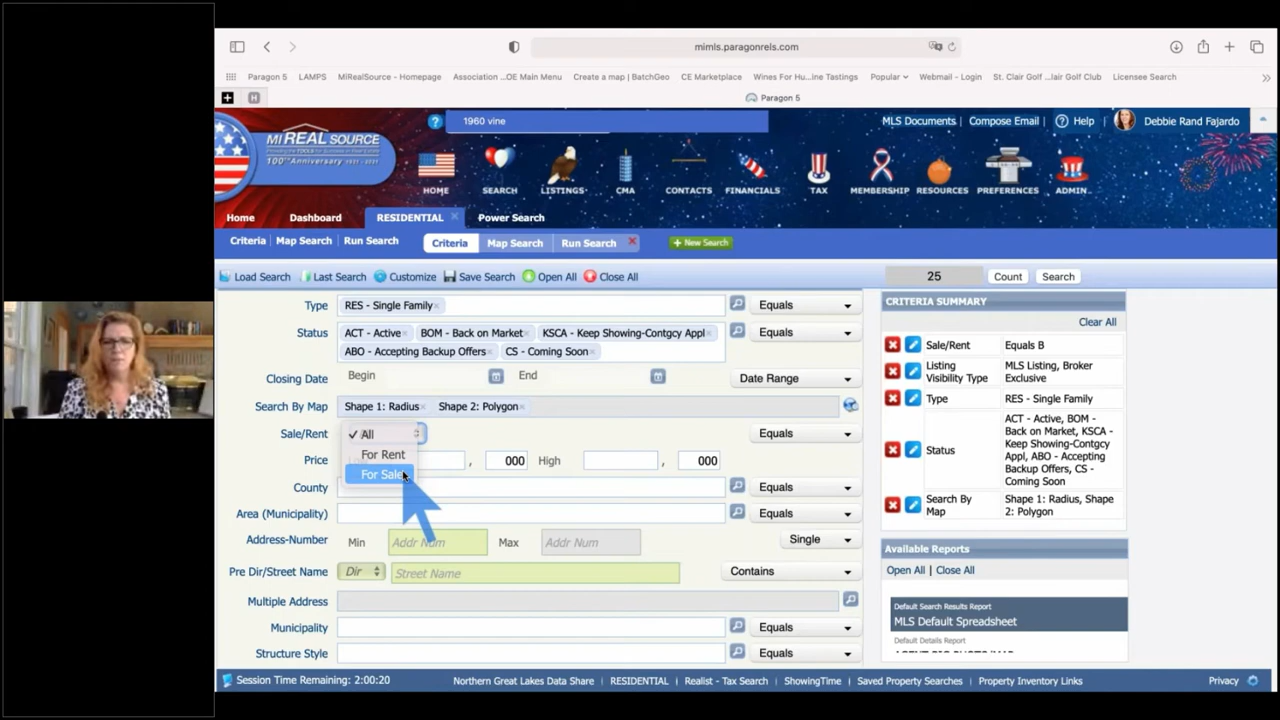 mimls.paragonrels.com
Paragon 5
LAMPS
MiRealSource - Homepage
Association ...OE Main Menu
Create a map | BatchGeo
CE Marketplace
Wines For Hu...ine Tastings
Popular
Webmail - Login
St. Clair Golf ...lair Golf Club
Licensee Search
H
Paragon 5
1960 vine
MLS Documents
Compose Email
Help
Debbie Rand Fajardo
MI REAL SOURCE
100th Anniversary 1921 - 2021
HOME
SEARCH
LISTINGS
CMA
CONTACTS
FINANCIALS
TAX
MEMBERSHIP
RESOURCES
PREFERENCES
ADMIN
Home
Dashboard
RESIDENTIAL
Power Search
Criteria
Map Search
Run Search
Criteria
Map Search
Run Search
New Search
Load Search
Last Search
Customize
Save Search
Open All
Close All
25
Count
Search
Type
RES - Single Family
Equals
Status
ACT - Active
BOM - Back on Market
KSCA - Keep Showing-Contgcy Appl
ABO - Accepting Backup Offers
CS - Coming Soon
Equals
Closing Date
Begin
End
Date Range
Search By Map
Shape 1: Radius
Shape 2: Polygon
Sale/Rent
✓ All
For Rent
For Sale
Equals
Price
, 000
High
, 000
County
Equals
Area (Municipality)
Equals
Address-Number
Min
Addr Num
Max
Addr Num
Single
Pre Dir/Street Name
Dir
Street Name
Contains
Multiple Address
Municipality
Equals
Structure Style
Equals
CRITERIA SUMMARY
Clear All
Sale/Rent
Equals B
Listing
Visibility Type
MLS Listing, Broker
Exclusive
Type
RES - Single Family
Status
ACT - Active, BOM -
Back on Market, KSCA -
Keep Showing-Contgcy
Appl, ABO - Accepting
Backup Offers, CS -
Coming Soon
Search By
Map
Shape 1: Radius, Shape
2: Polygon
Available Reports
Open All | Close All
Default Search Results Report
MLS Default Spreadsheet
Default Details Report
Session Time Remaining: 2:00:20
Northern Great Lakes Data Share
RESIDENTIAL
Realist - Tax Search
ShowingTime
Saved Property Searches
Property Inventory Links
Privacy